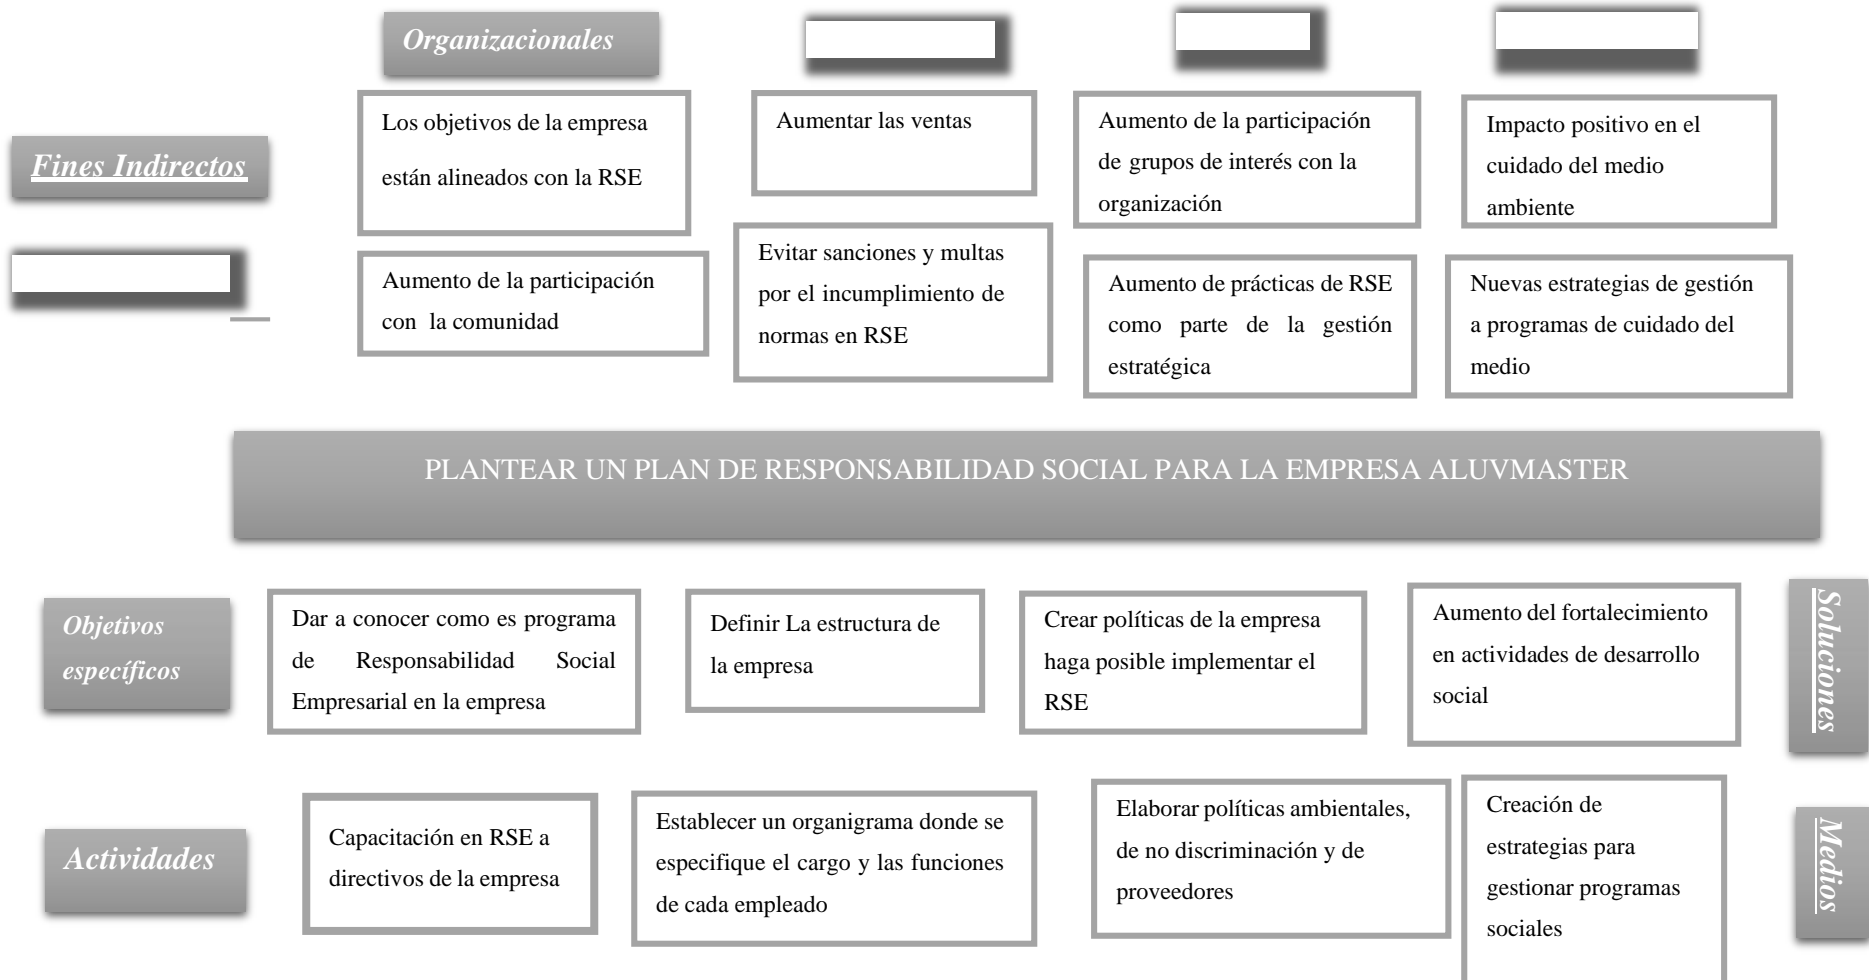 Organizacionales
Fines Indirectos
Los objetivos de la empresa
están alineados con la RSE
Aumentar las ventas
Aumento de la participación
de grupos de interés con la
organización
Impacto positivo en el
cuidado del medio
ambiente
Aumento de la participación
con la comunidad
Evitar sanciones y multas
por el incumplimiento de
normas en RSE
Aumento de prácticas de RSE
como parte de la gestión
estratégica
Nuevas estrategias de gestión
a programas de cuidado del
medio
PLANTEAR UN PLAN DE RESPONSABILIDAD SOCIAL PARA LA EMPRESA ALUVMASTER
Objetivos
específicos
Dar a conocer como es programa
de Responsabilidad Social
Empresarial en la empresa
Definir La estructura de
la empresa
Crear políticas de la empresa
haga posible implementar el
RSE
Aumento del fortalecimiento
en actividades de desarrollo
social
Soluciones
Actividades
Capacitación en RSE a
directivos de la empresa
Establecer un organigrama donde se
especifique el cargo y las funciones
de cada empleado
Elaborar políticas ambientales,
de no discriminación y de
proveedores
Creación de
estrategias para
gestionar programas
sociales
Medios